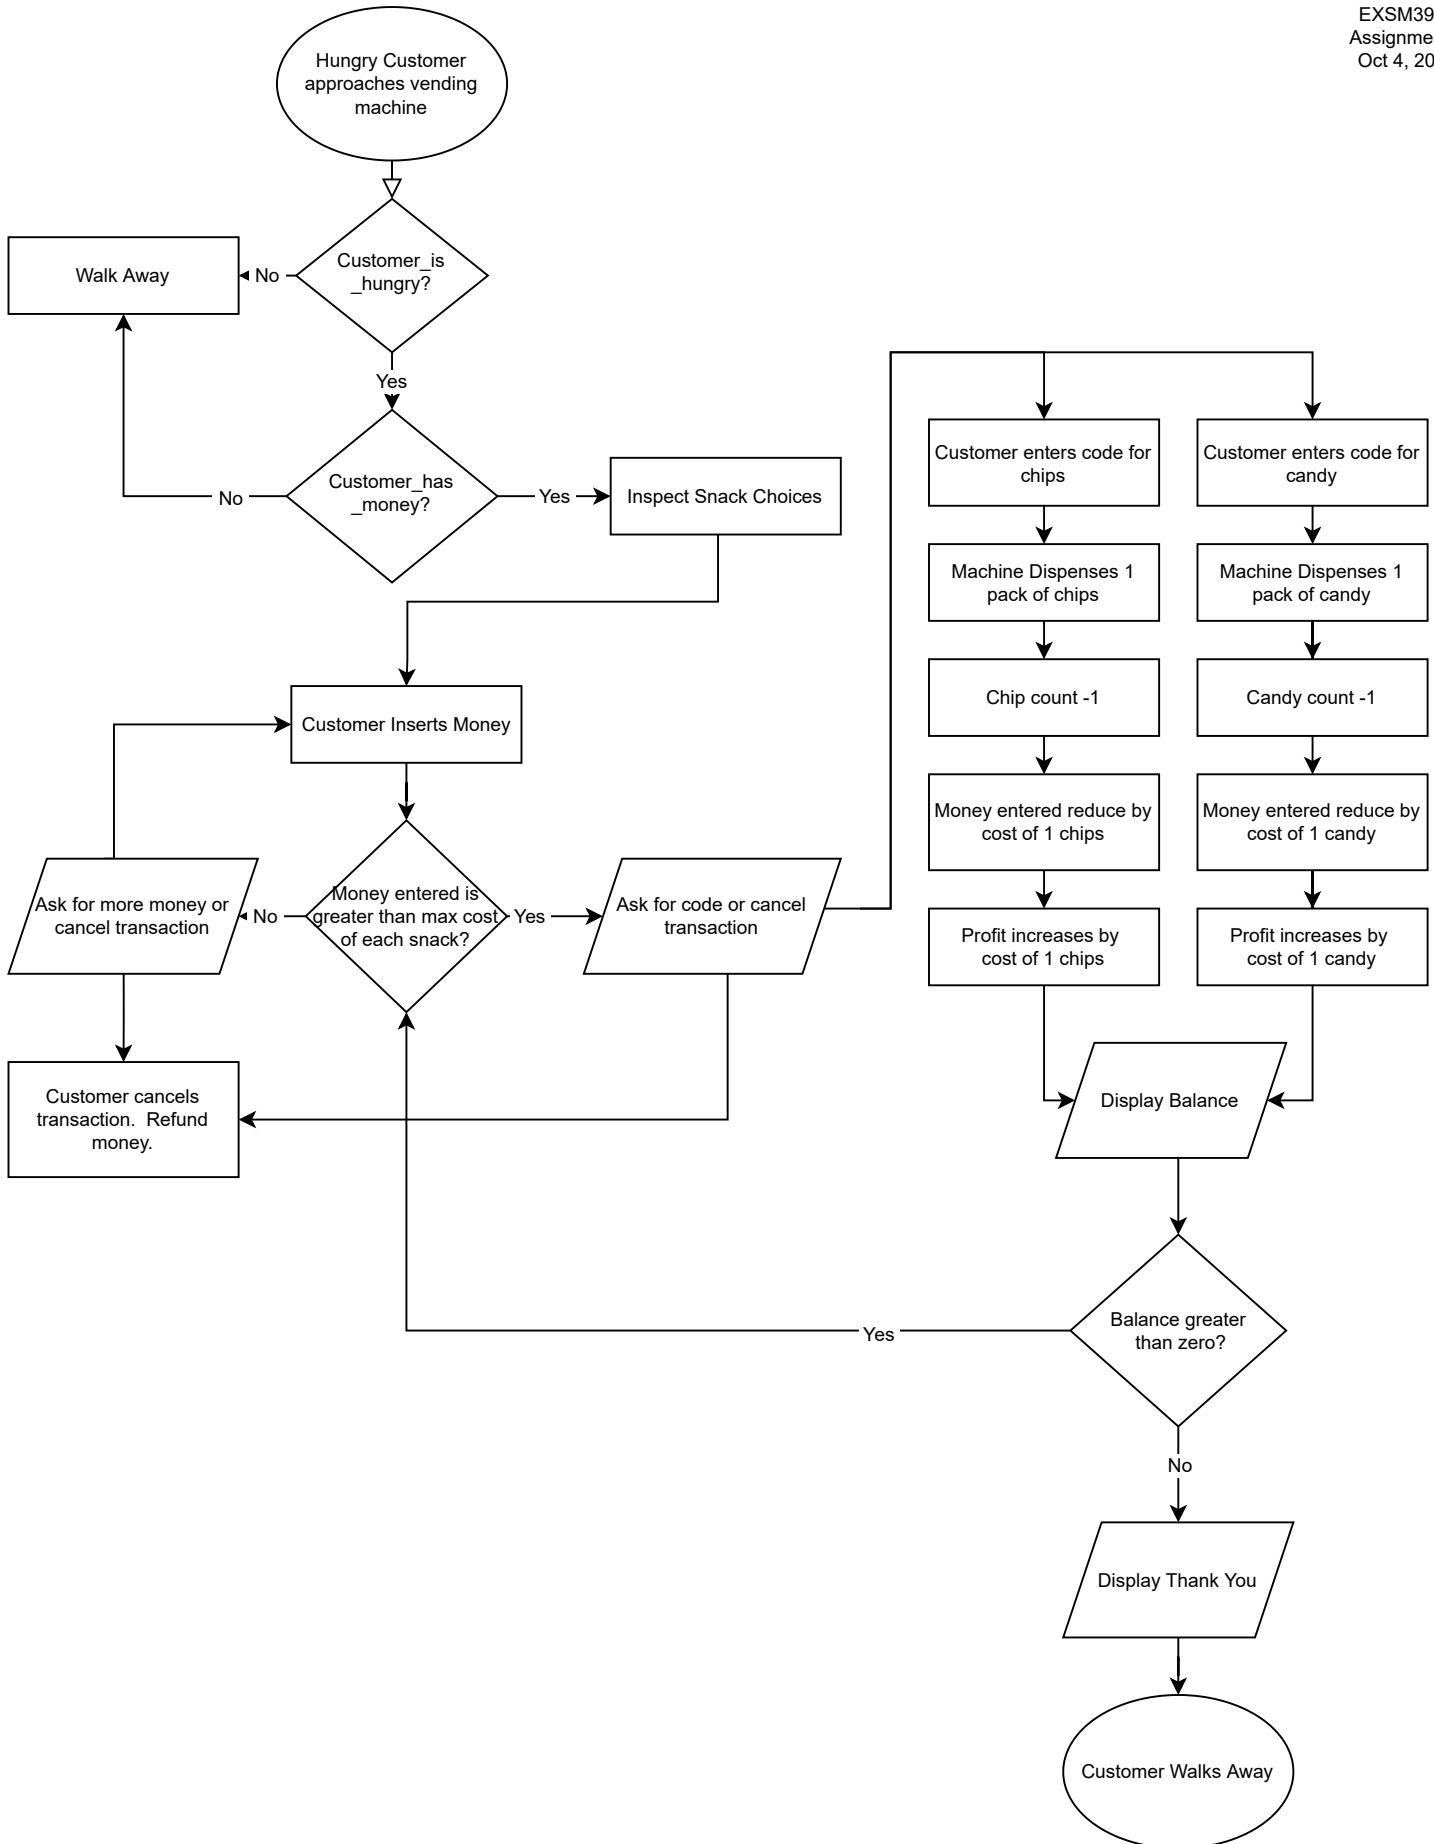 EXSM39
Assignme
Oct 4, 20
Hungry Customer
approaches vending
machine
Customer_is
_hungry?
No
Walk Away
Yes
Customer_has
_money?
No
Yes
Inspect Snack Choices
Customer enters code for
chips
Customer enters code for
candy
Machine Dispenses 1
pack of chips
Machine Dispenses 1
pack of candy
Customer Inserts Money
Chip count -1
Candy count -1
Money entered reduce by
cost of 1 chips
Money entered reduce by
cost of 1 candy
Ask for more money or
cancel transaction
No
Money entered is
greater than max cost
of each snack?
Yes
Ask for code or cancel
transaction
Profit increases by
cost of 1 chips
Profit increases by
cost of 1 candy
Customer cancels
transaction.  Refund
money.
Display Balance
Balance greater
than zero?
Yes
No
Display Thank You
Customer Walks Away